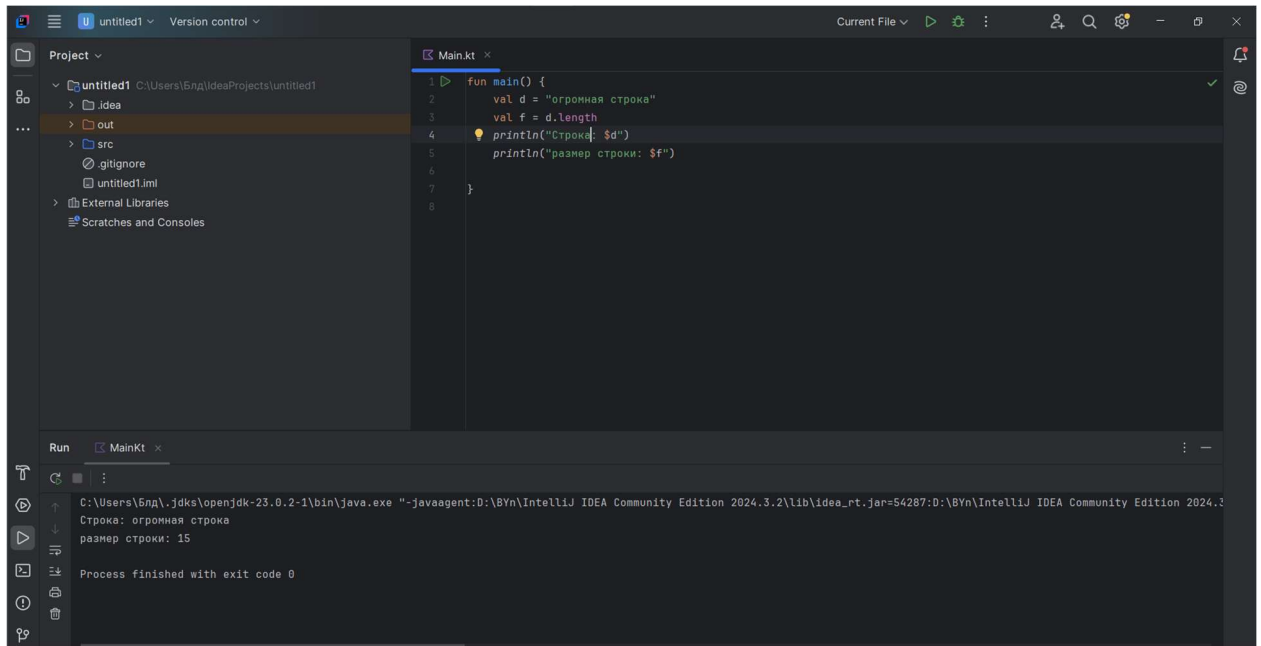 U untitled1 Version control Current File
Project
Main.kt
untitled1 C:\Users\Блд\IdeaProjects\untitled1
.idea
out
src
.gitignore
untitled1.iml
External Libraries
Scratches and Consoles
1 fun main() {
2 val d = "огромная строка"
3 val f = d.length
4 println("Строка: $d")
5 println("размер строки: $f")
6
7 }
8
Run MainKt
C:\Users\Блд\.jdks\openjdk-23.0.2-1\bin\java.exe "-javaagent:D:\BYn\IntelliJ IDEA Community Edition 2024.3.2\lib\idea_rt.jar=54287:D:\BYn\IntelliJ IDEA Community Edition 2024.3
Строка: огромная строка
размер строки: 15
Process finished with exit code 0